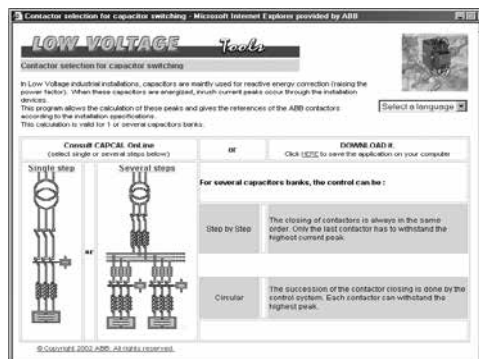 Contactor selection for capacitor switching - Microsoft Internet Explorer provided by ABB
LOW VOLTAGE Tools
Contactor selection for capacitor switching
In Low Voltage industrial installations, capacitors are mainly used for reactive energy correction (raising the
power factor). When these capacitors are energized, inrush current peaks occur through the installation
devices.
This program allows the calculation of these peaks and gives the references of the ABB contactors
according to the installation specifications.
This calculation is valid for 1 or several capacitors banks.
Select a language
Consult CAPCAL OnLine
(select single or several steps below)
or
DOWNLOAD it.
Click HERE to save the application on your computer
Single step
Several steps
or
For several capacitors banks, the control can be :
Step by Step
The closing of contactors is always in the same
order. Only the last contactor has to withstand the
highest current peak.
Circular
The succession of the contactor closing is done by the
control system. Each contactor can withstand the
highest peak.
© Copyright 2002 ABB. All rights reserved.